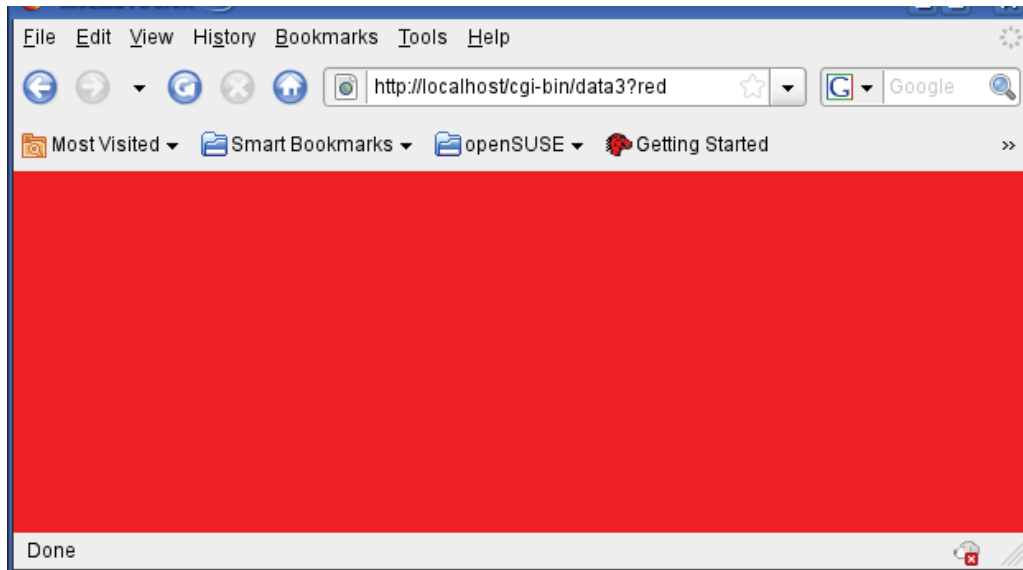 File Edit View History Bookmarks Tools Help
http://localhost/cgi-bin/data3?red G Google
Most Visited Smart Bookmarks openSUSE Getting Started »
Done